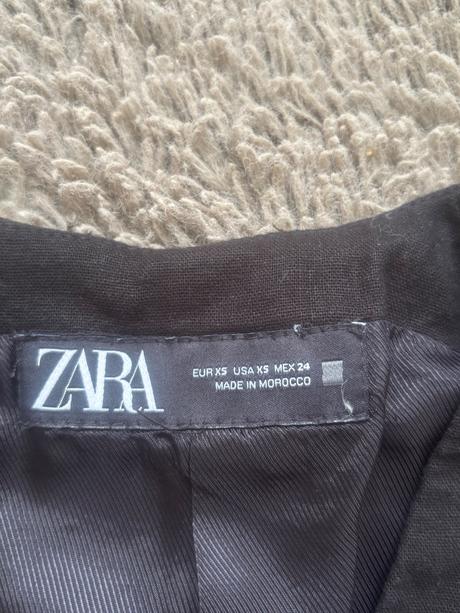 ZARA
EUR XS USA XS MEX 24
MADE IN MOROCCO